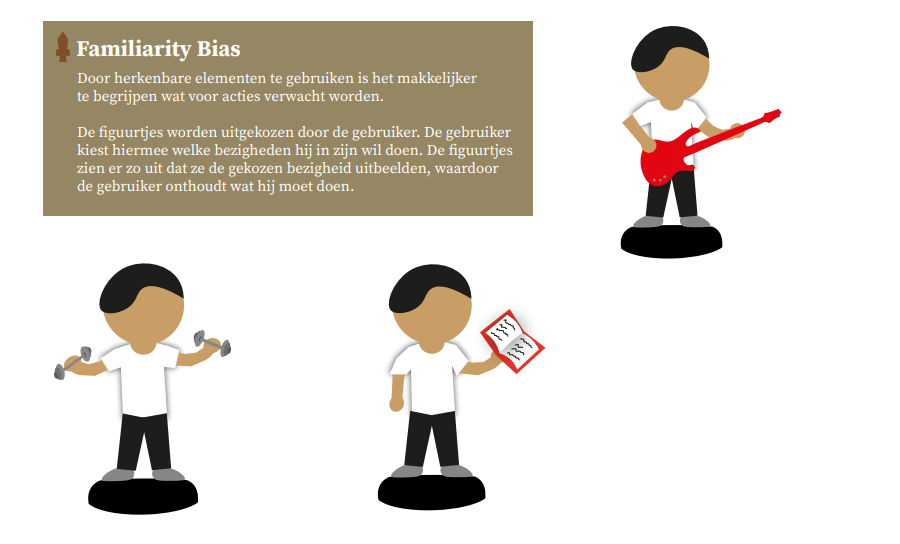 Familiarity Bias
Door herkenbare elementen te gebruiken is het makkelijker
te begrijpen wat voor acties verwacht worden.
De figuurtjes worden uitgekozen door de gebruiker. De gebruiker
kiest hiermee welke bezigheden hij in zijn wil doen. De figuurtjes
zien er zo uit dat ze de gekozen bezigheid uitbeelden, waardoor
de gebruiker onthoudt wat hij moet doen.